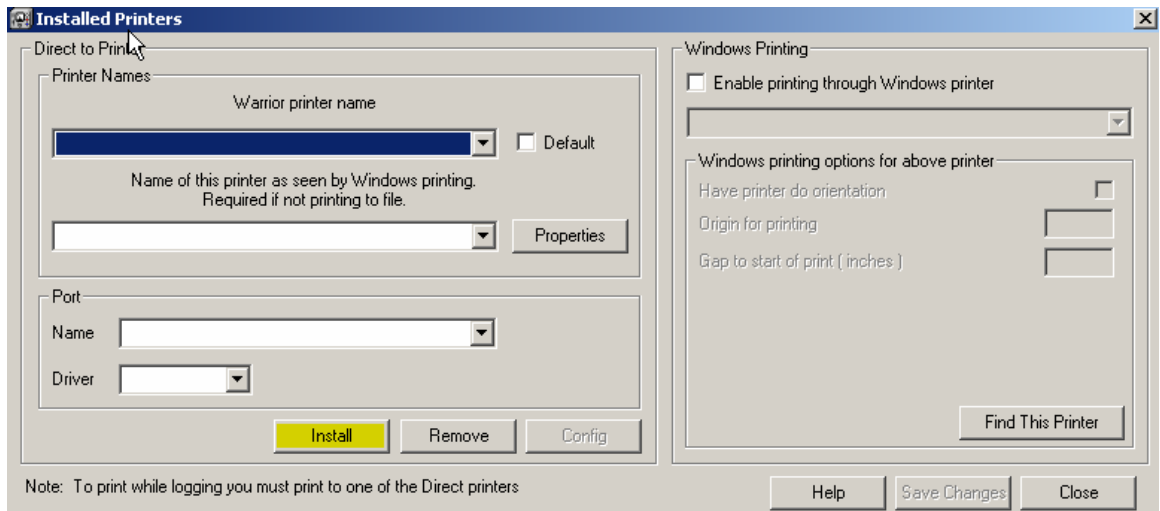 Installed Printers
Direct to Printer
Printer Names
Warrior printer name
Default
Name of this printer as seen by Windows printing.
Required if not printing to file.
Properties
Port
Name
Driver
Install
Remove
Config
Note: To print while logging you must print to one of the Direct printers
Windows Printing
Enable printing through Windows printer
Windows printing options for above printer
Have printer do orientation
Origin for printing
Gap to start of print ( inches )
Find This Printer
Help
Save Changes
Close